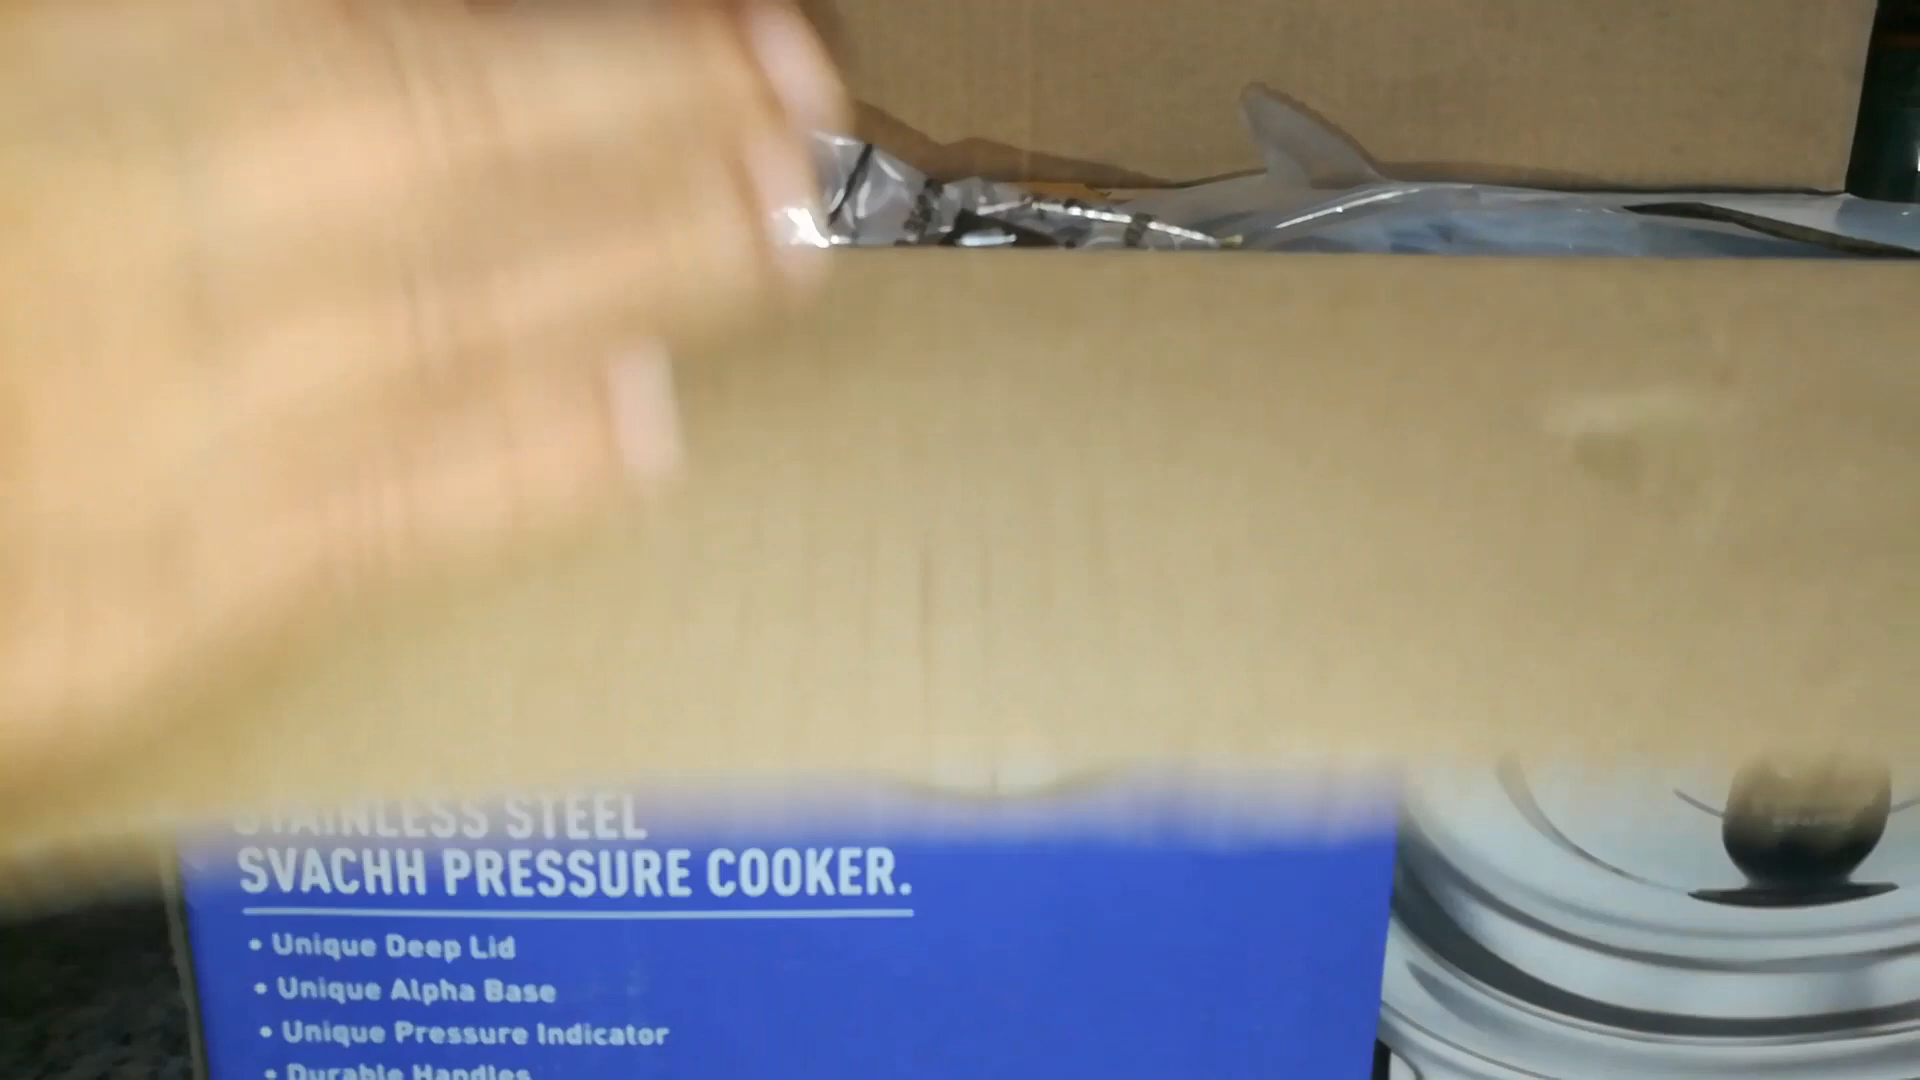 STAINLESS STEEL
SVACHH PRESSURE COOKER.
• Unique Deep Lid
• Unique Alpha Base
• Unique Pressure Indicator
• Durable Handles